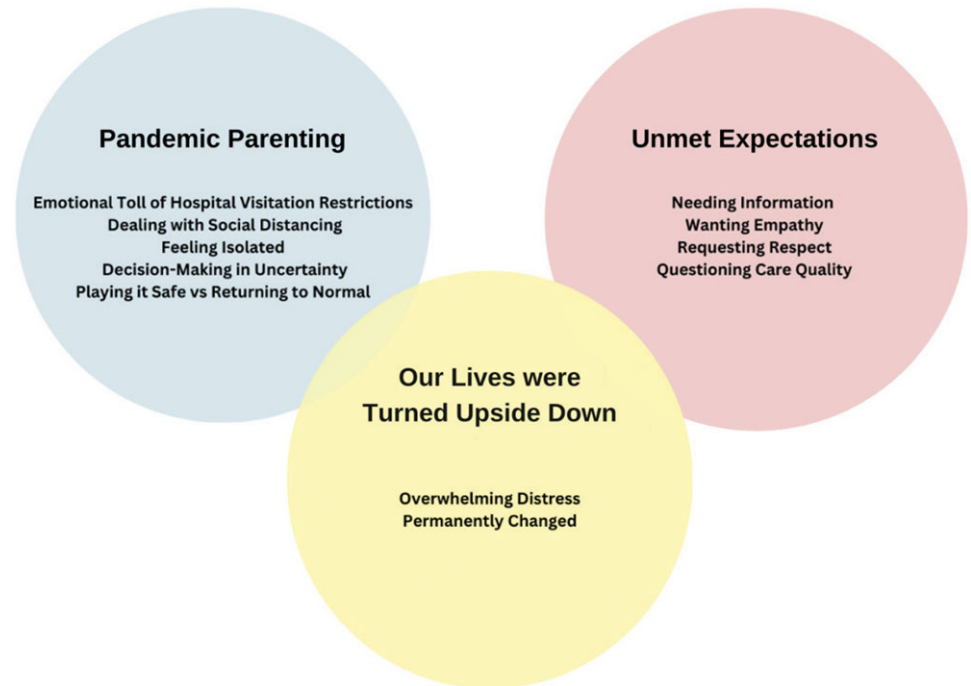 Pandemic Parenting
Emotional Toll of Hospital Visitation Restrictions
Dealing with Social Distancing
Feeling Isolated
Decision-Making in Uncertainty
Playing it Safe vs Returning to Normal
Unmet Expectations
Needing Information
Wanting Empathy
Requesting Respect
Questioning Care Quality
Our Lives were
Turned Upside Down
Overwhelming Distress
Permanently Changed